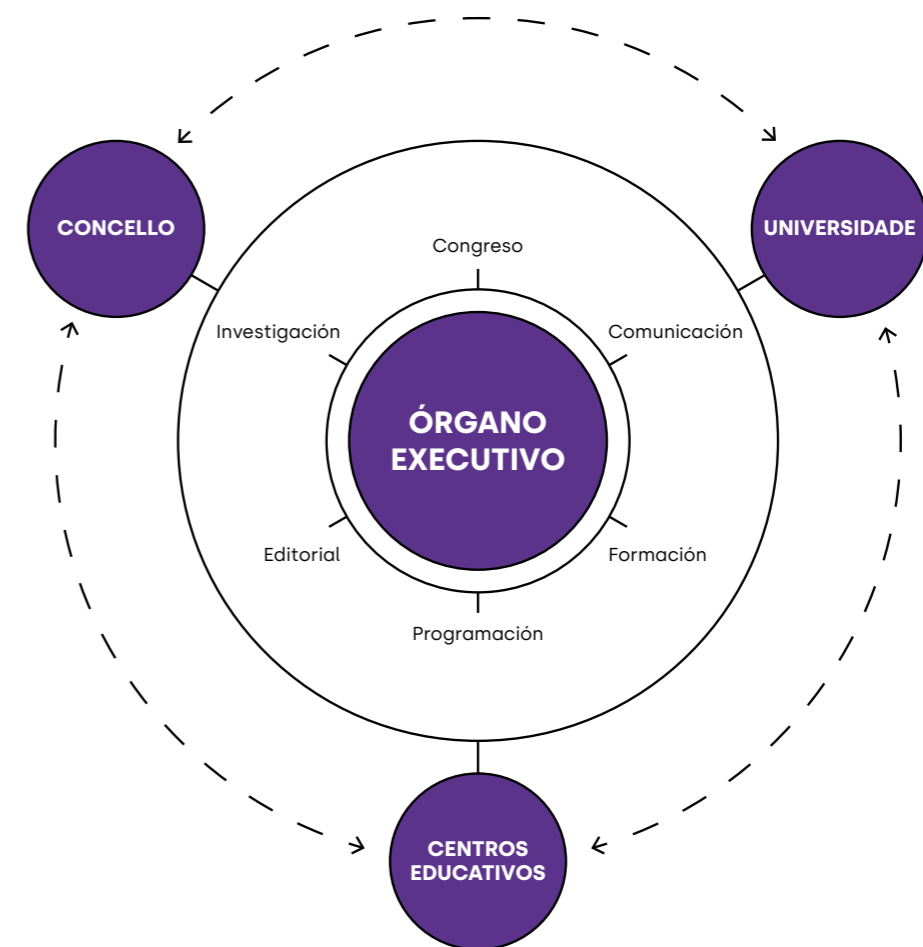 CONCELLO
UNIVERSIDADE
Congreso
Investigación
Comunicación
ÓRGANO
EXECUTIVO
Editorial
Formación
Programación
CENTROS
EDUCATIVOS